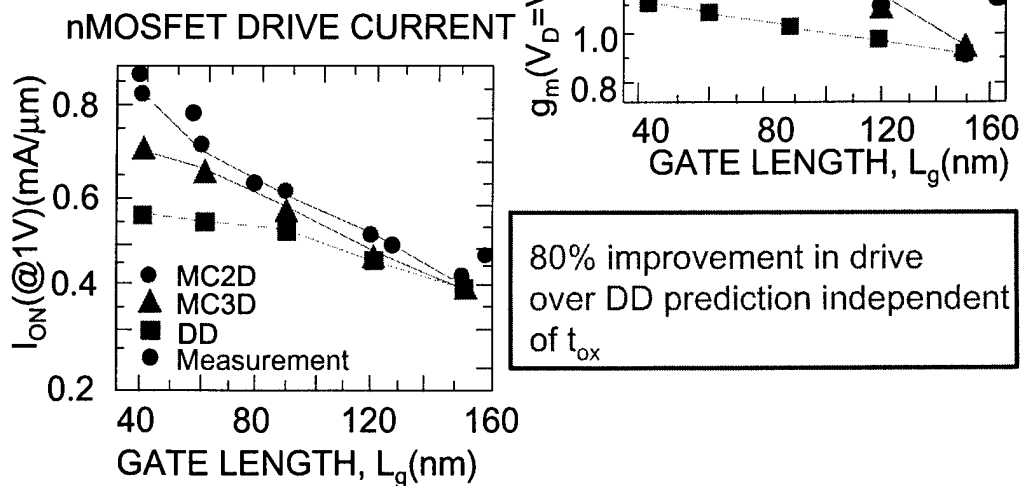 nMOSFET DRIVE CURRENT
I_ON(@1V)(mA/μm)
0.8
0.6
0.4
0.2
MC2D
MC3D
DD
Measurement
40 80 120 160
GATE LENGTH, L_g(nm)
g_m(V_D=
1.0
0.8
40 80 120 160
GATE LENGTH, L_g(nm)
80% improvement in drive
over DD prediction independent
of t_ox